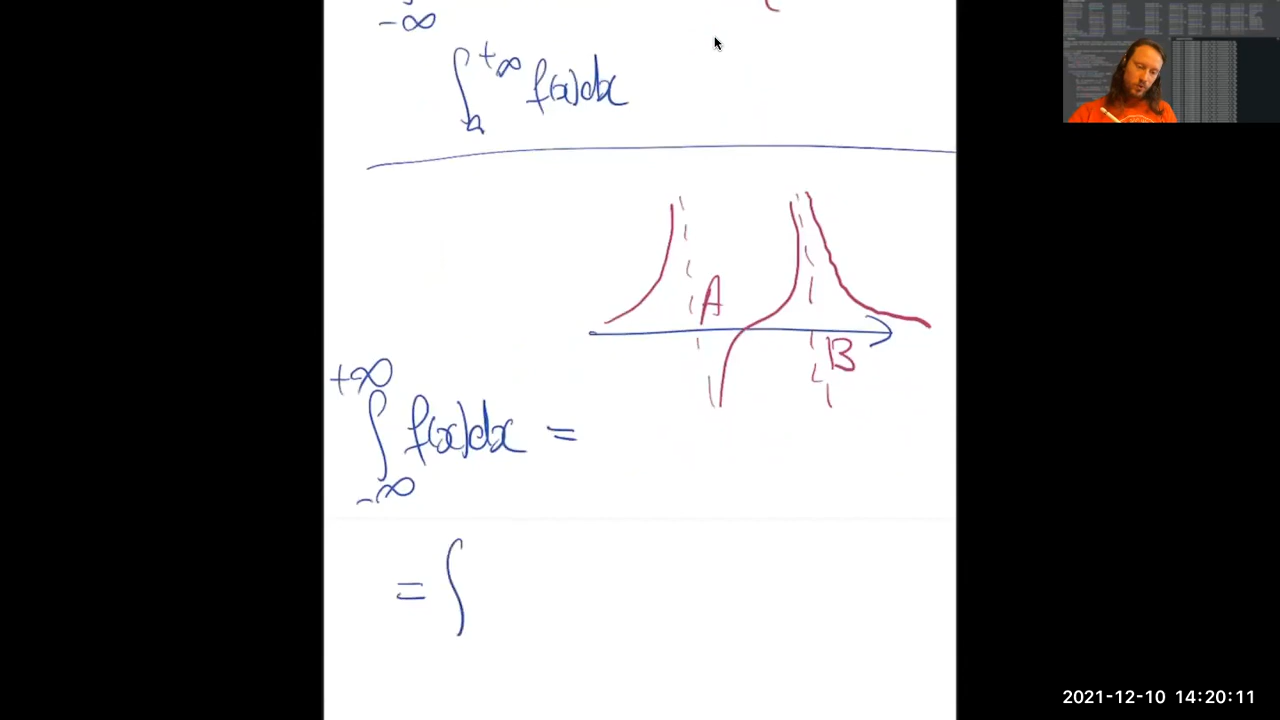 -∞
∫_a^{+∞} f(x)dx
A
B
∫_{-∞}^{+∞} f(x)dx =
= ∫
2021-12-10 14:20:11